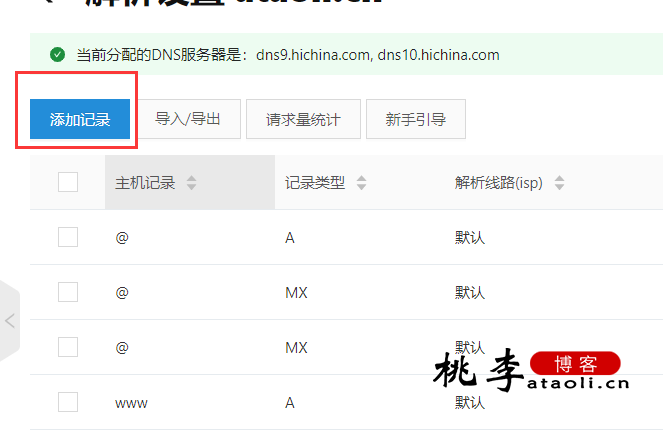 解析设置 ataoli.cn
当前分配的DNS服务器是：dns9.hichina.com, dns10.hichina.com
添加记录 导入/导出 请求量统计 新手引导
主机记录 记录类型 解析线路(isp)
@ A 默认
@ MX 默认
@ MX 默认
www A 默认
桃李 博客
ataoli.cn